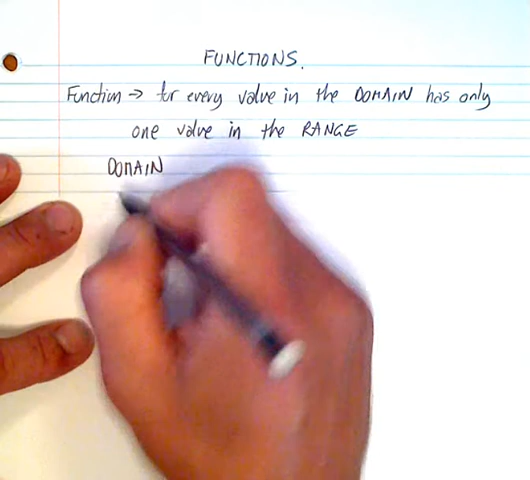 FUNCTIONS.
Function → for every value in the DOMAIN has only
one value in the RANGE
DOMAIN